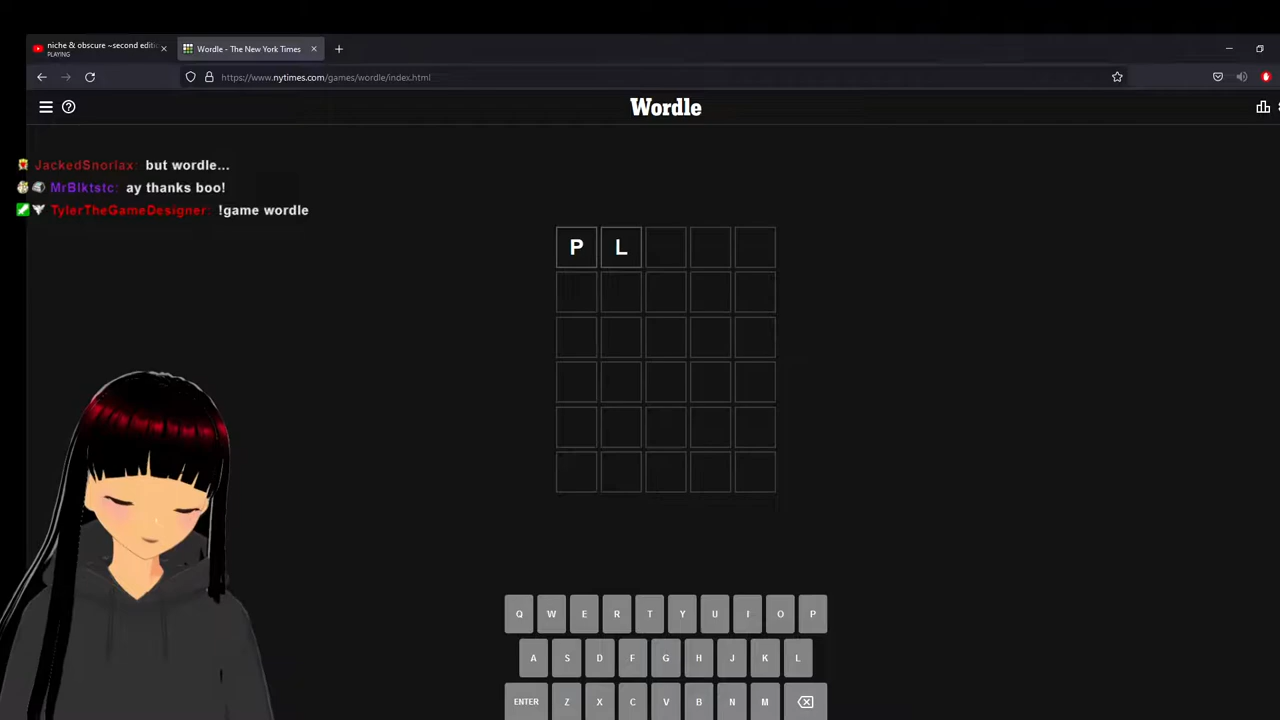 niche & obscure ~second editi
PLAYING
Wordle - The New York Times
https://www.nytimes.com/games/wordle/index.html
Wordle
JackedSnorlax: but wordle...
MrBlktstc: ay thanks boo!
TylerTheGameDesigner: !game wordle
P L
Q W E R T Y U I O P
A S D F G H J K L
ENTER Z X C V B N M